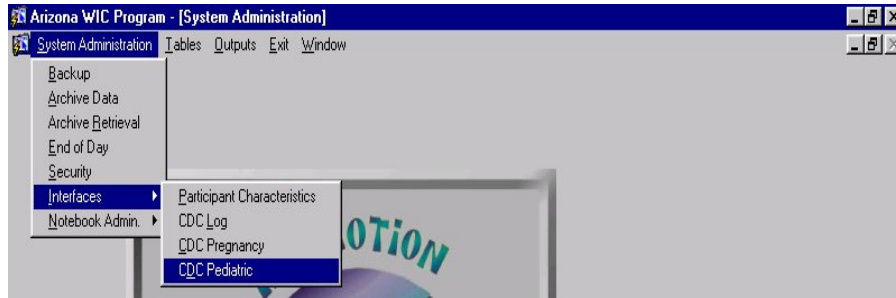 Arizona WIC Program - [System Administration]
System Administration Tables Outputs Exit Window
Backup
Archive Data
Archive Retrieval
End of Day
Security
Interfaces
Notebook Admin.
Participant Characteristics
CDC Log
CDC Pregnancy
CDC Pediatric